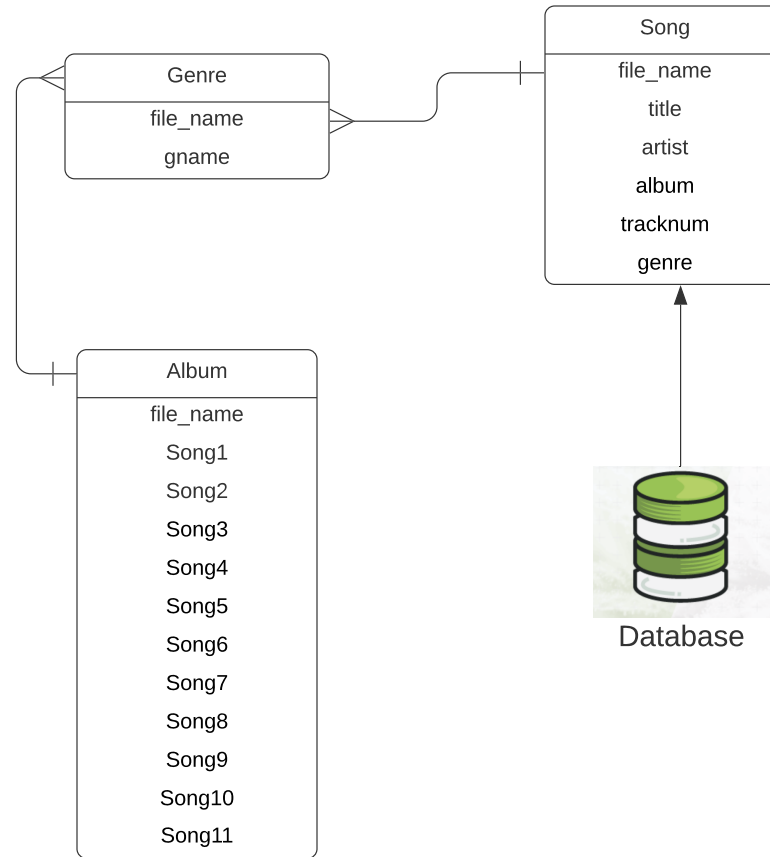 Song
file_name
title
artist
album
tracknum
genre
Genre
file_name
gname
Album
file_name
Song1
Song2
Song3
Song4
Song5
Song6
Song7
Song8
Song9
Song10
Song11
Database